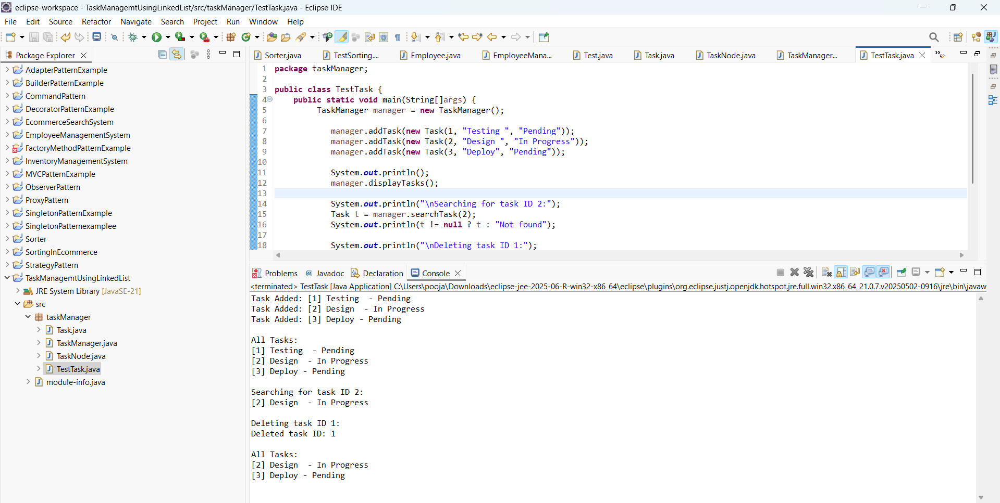 eclipse-workspace - TaskManagemtUsingLinkedList/src/taskManager/TestTask.java - Eclipse IDE
File Edit Source Refactor Navigate Search Project Run Window Help
Package Explorer
AdapterPatternExample
BuilderPatternExample
CommandPattern
DecoratorPatternExample
EcommerceSearchSystem
EmployeeManagementSystem
FactoryMethodPatternExample
InventoryManagementSystem
MVCPatternExample
ObserverPattern
ProxyPattern
SingletonPatternExample
SingletonPatternexamplee
Sorter
SortingInEcommerce
StrategyPattern
TaskManagemtUsingLinkedList
JRE System Library [JavaSE-21]
src
taskManager
Task.java
TaskManager.java
TaskNode.java
TestTask.java
module-info.java
Sorter.java TestSorting.... Employee.java EmployeeMana... Test.java Task.java TaskNode.java TaskManager... TestTask.java »52
1 package taskManager;
2
3 public class TestTask {
4 public static void main(String[]args) {
5 TaskManager manager = new TaskManager();
6
7 manager.addTask(new Task(1, "Testing ", "Pending"));
8 manager.addTask(new Task(2, "Design ", "In Progress"));
9 manager.addTask(new Task(3, "Deploy", "Pending"));
10
11 System.out.println();
12 manager.displayTasks();
13
14 System.out.println("\nSearching for task ID 2:");
15 Task t = manager.searchTask(2);
16 System.out.println(t != null ? t : "Not found");
17
18 System.out.println("\nDeleting task ID 1:");
Problems @ Javadoc Declaration Console
<terminated> TestTask [Java Application] C:\Users\pooja\Downloads\eclipse-jee-2025-06-R-win32-x86_64\eclipse\plugins\org.eclipse.justj.openjdk.hotspot.jre.full.win32.x86_64_21.0.7.v20250502-0916\jre\bin\javaw
Task Added: [1] Testing  - Pending
Task Added: [2] Design  - In Progress
Task Added: [3] Deploy - Pending
All Tasks:
[1] Testing  - Pending
[2] Design  - In Progress
[3] Deploy - Pending
Searching for task ID 2:
[2] Design  - In Progress
Deleting task ID 1:
Deleted task ID: 1
All Tasks:
[2] Design  - In Progress
[3] Deploy - Pending